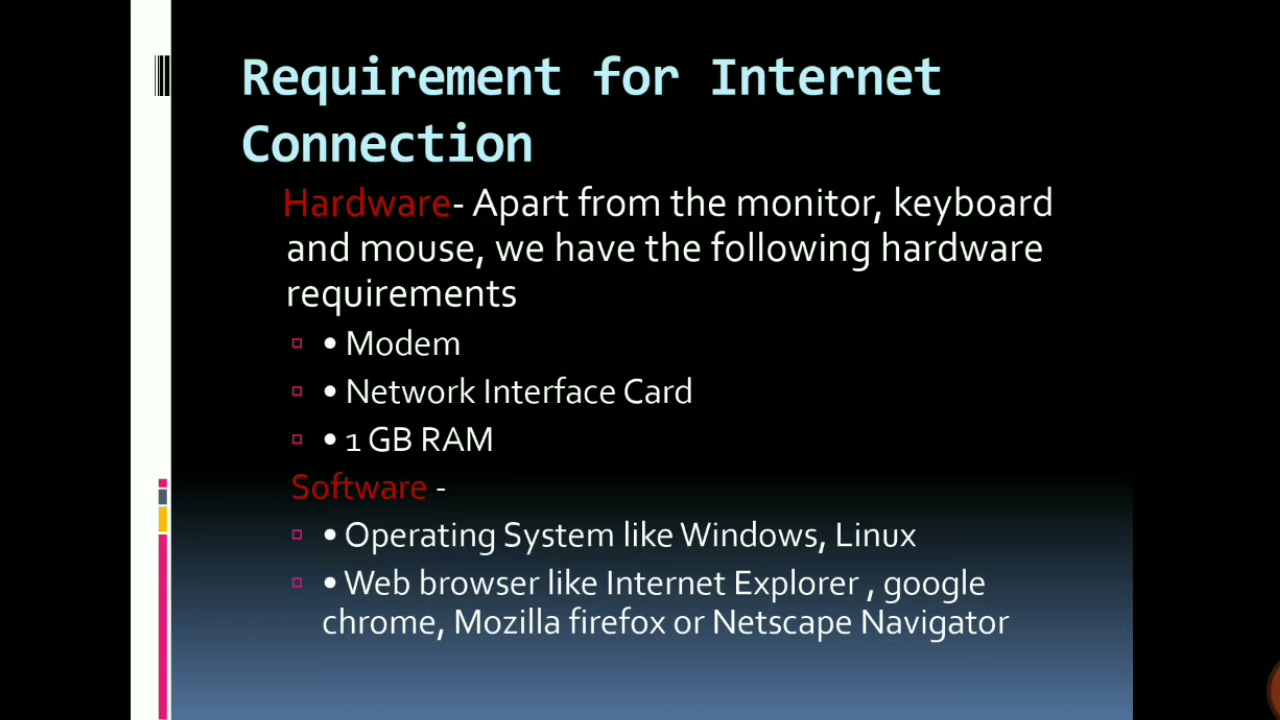 Requirement for Internet
Connection
Hardware- Apart from the monitor, keyboard
and mouse, we have the following hardware
requirements
• Modem
• Network Interface Card
• 1 GB RAM
Software -
• Operating System like Windows, Linux
• Web browser like Internet Explorer , google
chrome, Mozilla firefox or Netscape Navigator